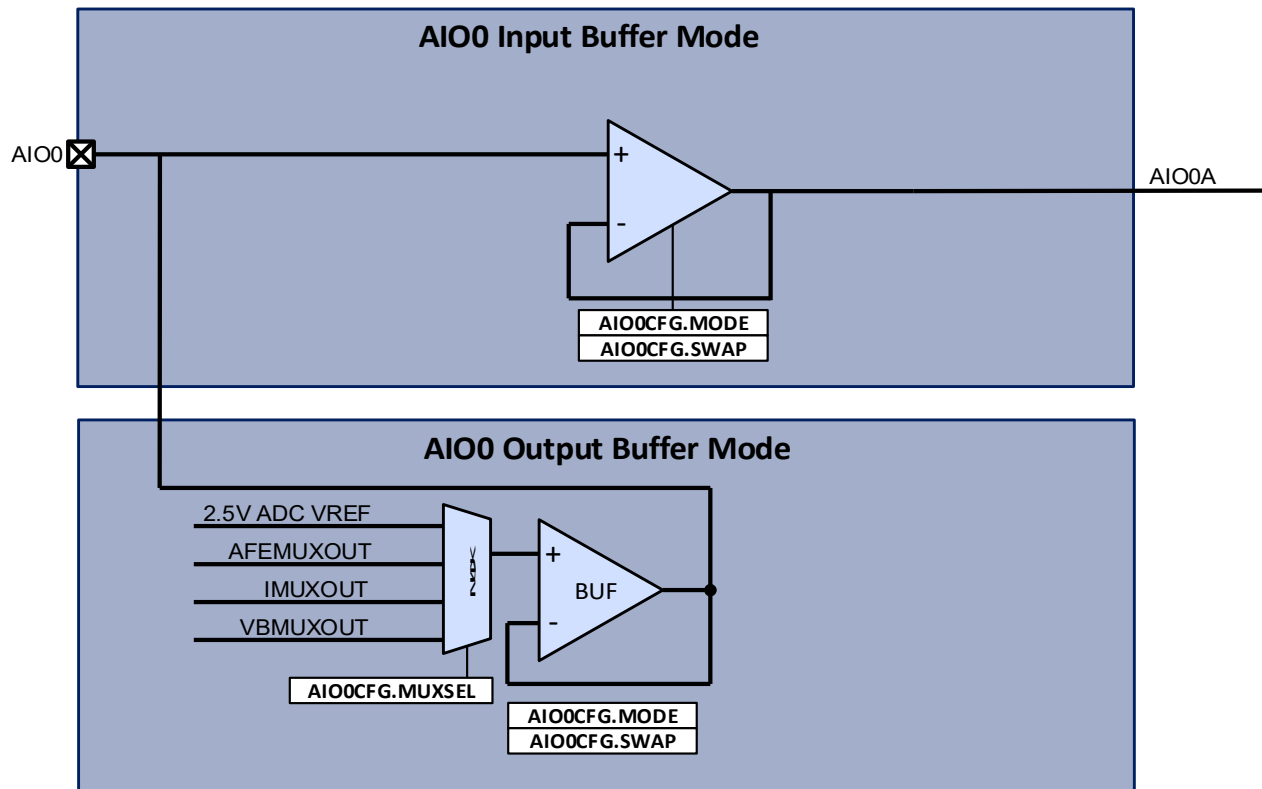 AIO0 Input Buffer Mode
AIO0
+
-
AIO0A
AIO0CFG.MODE
AIO0CFG.SWAP
AIO0 Output Buffer Mode
2.5V ADC VREF
AFEMUXOUT
IMUXOUT
VBMUXOUT
+
BUF
-
AIO0CFG.MUXSEL
AIO0CFG.MODE
AIO0CFG.SWAP